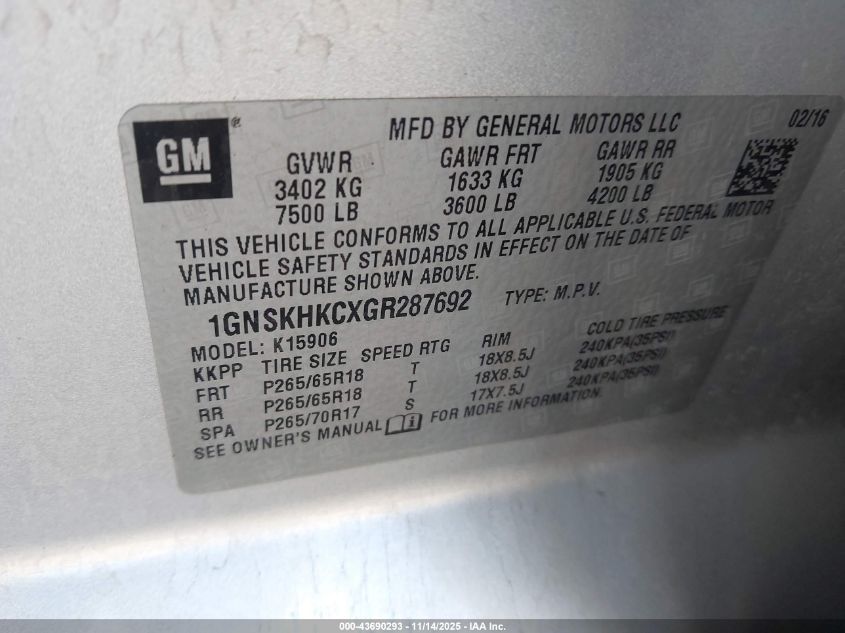 GM®
MFD BY GENERAL MOTORS LLC 02/16
GVWR GAWR FRT GAWR RR
3402 KG 1633 KG 1905 KG
7500 LB 3600 LB 4200 LB
THIS VEHICLE CONFORMS TO ALL APPLICABLE U.S. FEDERAL MOTOR
VEHICLE SAFETY STANDARDS IN EFFECT ON THE DATE OF
MANUFACTURE SHOWN ABOVE.
1GNSKHKCXGR287692 TYPE: M.P.V.
MODEL: K15906
KKPP TIRE SIZE SPEED RTG RIM COLD TIRE PRESSURE
FRT P265/65R18 T 18X8.5J 240KPA(35PSI)
RR P265/65R18 T 18X8.5J 240KPA(35PSI)
SPA P265/70R17 S 17X7.5J 240KPA(35PSI)
SEE OWNER'S MANUAL FOR MORE INFORMATION.
000-43690293 - 11/14/2025 - IAA Inc.